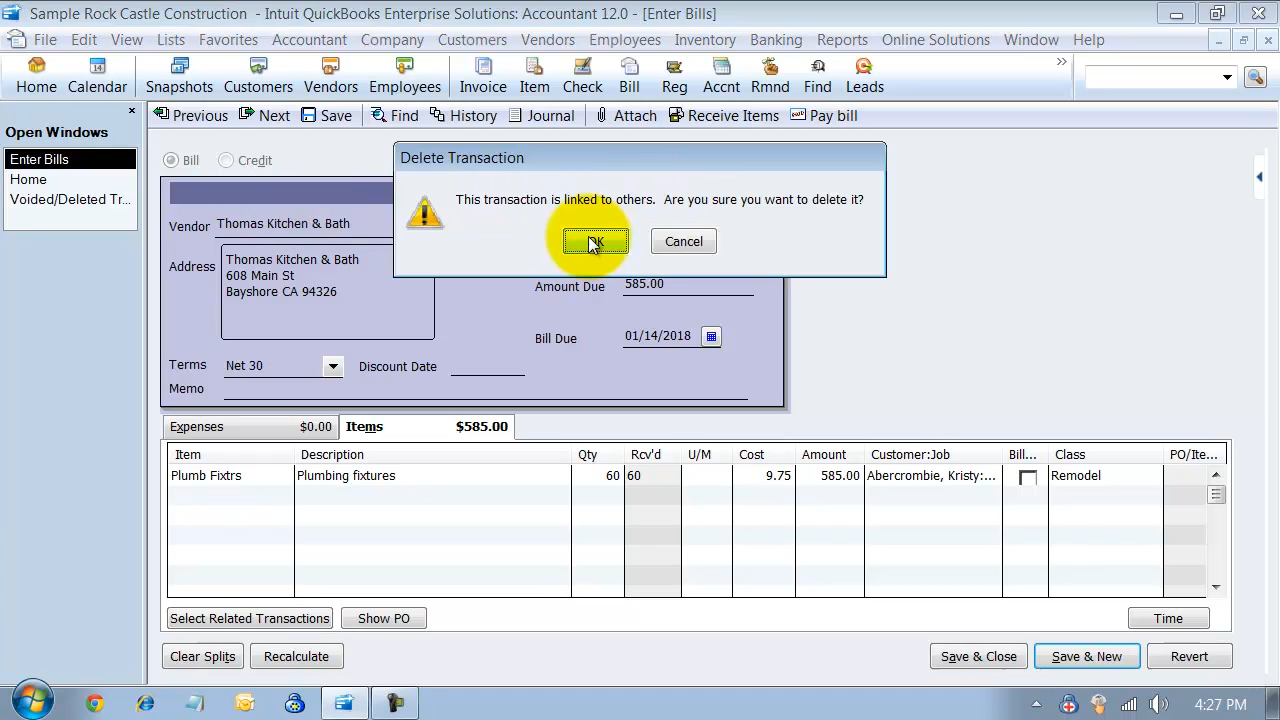 Sample Rock Castle Construction - Intuit QuickBooks Enterprise Solutions: Accountant 12.0 - [Enter Bills]
File Edit View Lists Favorites Accountant Company Customers Vendors Employees Inventory Banking Reports Online Solutions Window Help
Home Calendar Snapshots Customers Vendors Employees Invoice Item Check Bill Reg Accnt Rmnd Find Leads
Previous Next Save Find History Journal Attach Receive Items Pay bill
Open Windows
Enter Bills
Home
Voided/Deleted Tr...
Bill Credit
Delete Transaction
This transaction is linked to others. Are you sure you want to delete it?
OK Cancel
Vendor Thomas Kitchen & Bath
Address Thomas Kitchen & Bath
608 Main St
Bayshore CA 94326
Amount Due 585.00
Bill Due 01/14/2018
Terms Net 30 Discount Date
Memo
Expenses $0.00 Items $585.00
Item Description Qty Rcv'd U/M Cost Amount Customer:Job Bill... Class PO/Ite...
Plumb Fixtrs Plumbing fixtures 60 60 9.75 585.00 Abercrombie, Kristy:... Remodel
Select Related Transactions Show PO Time
Clear Splits Recalculate Save & Close Save & New Revert
4:27 PM